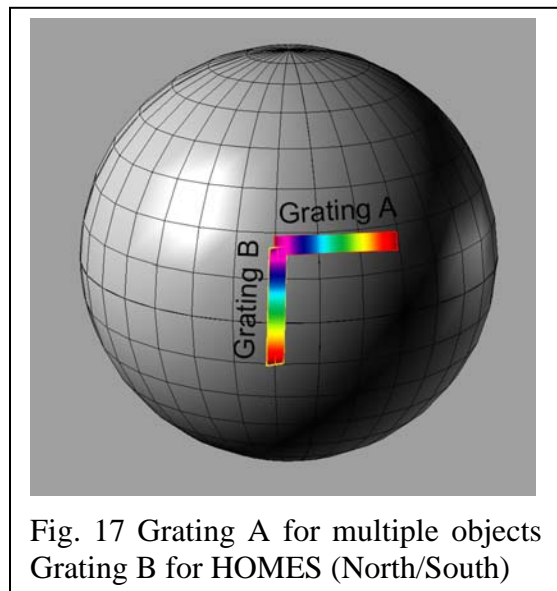 Grating A
Grating B
Fig. 17 Grating A for multiple objects
Grating B for HOMES (North/South)